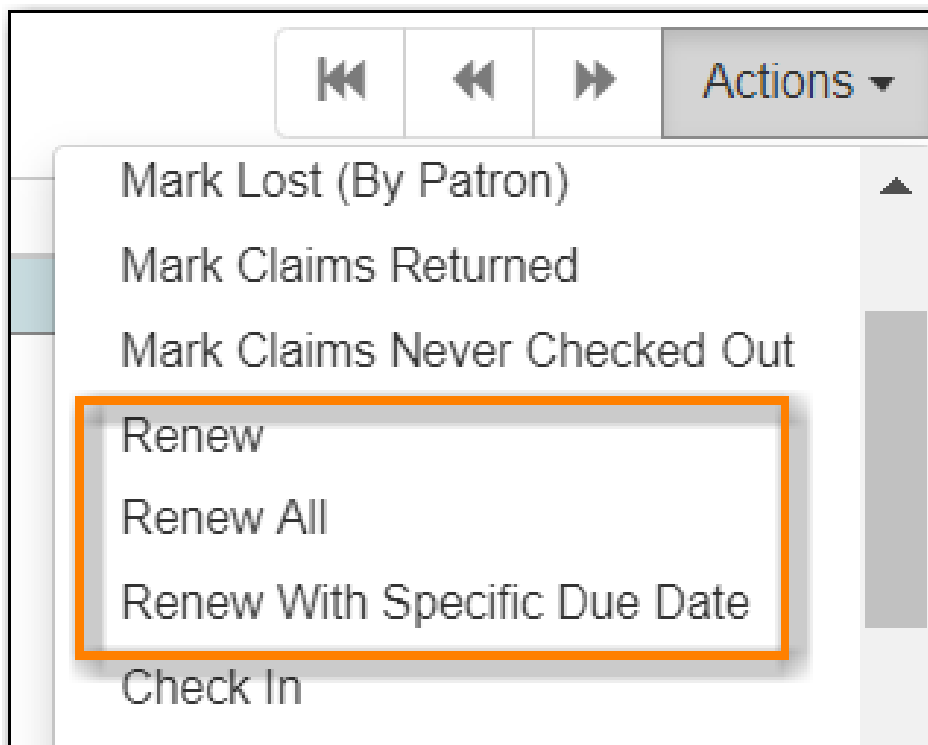 Actions
Mark Lost (By Patron)
Mark Claims Returned
Mark Claims Never Checked Out
Renew
Renew All
Renew With Specific Due Date
Check In